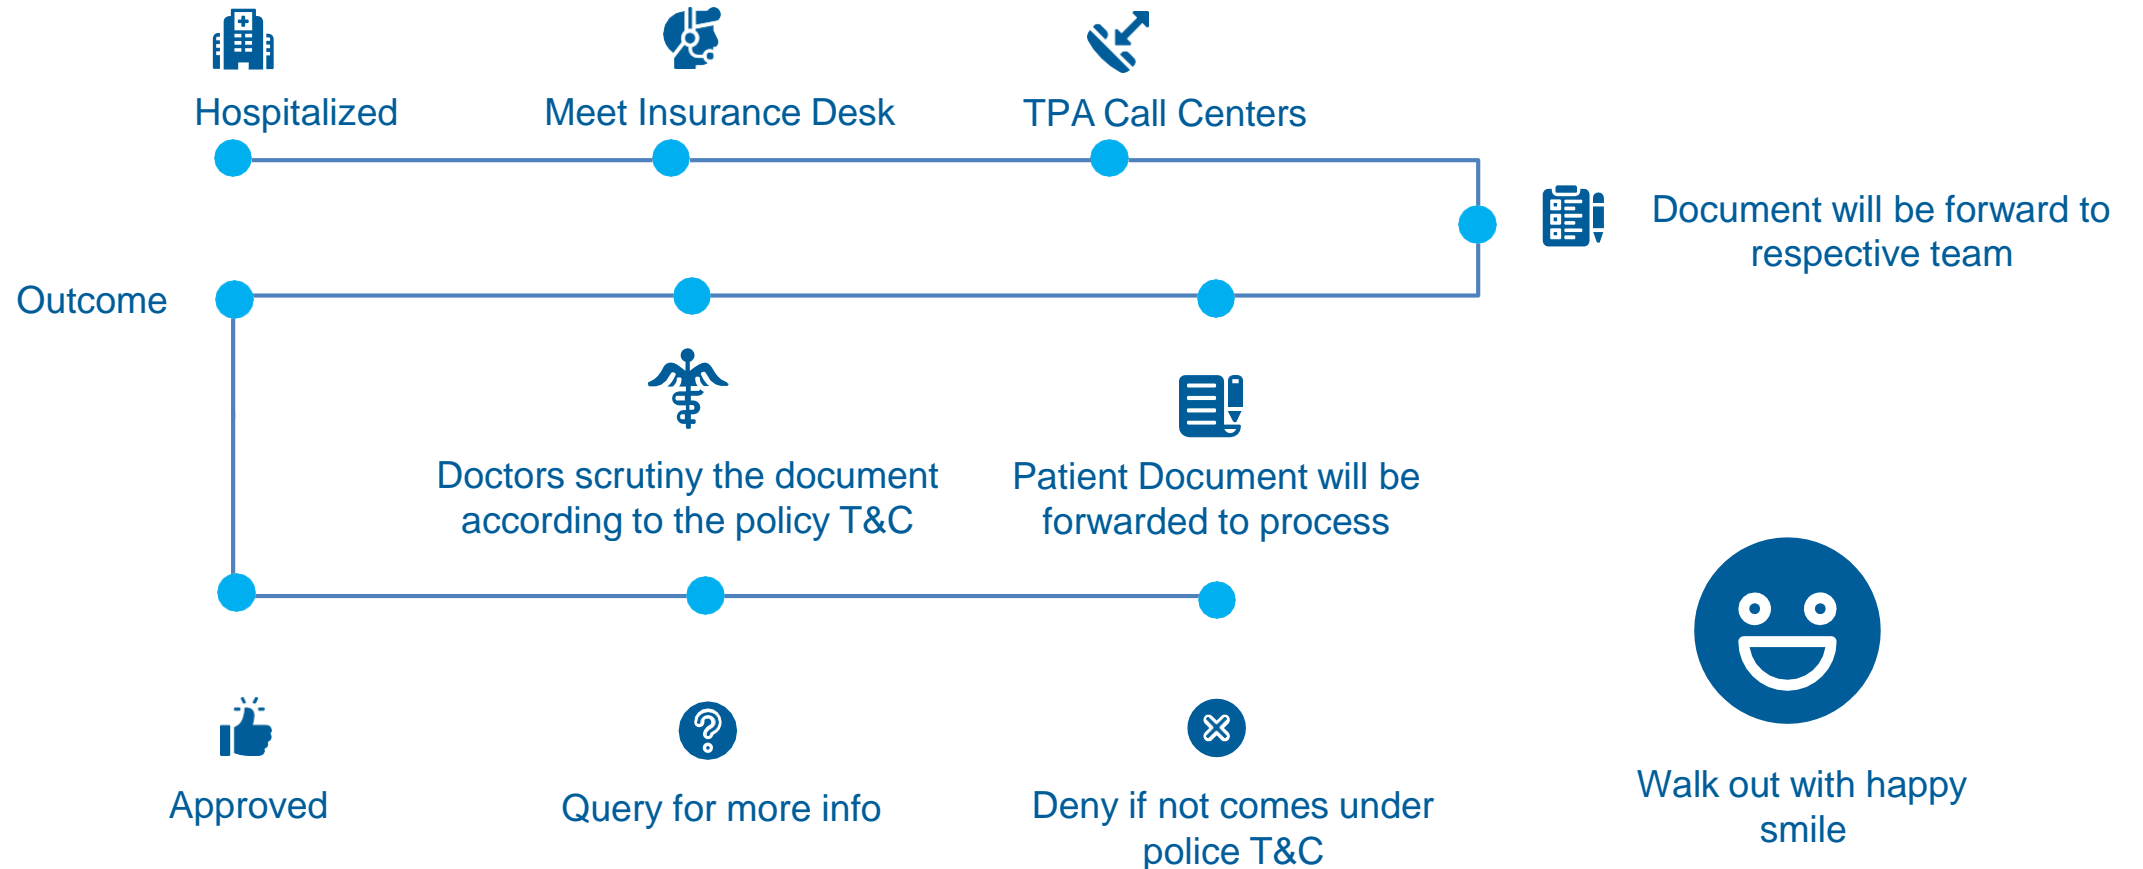 Hospitalized
Meet Insurance Desk
TPA Call Centers
Document will be forward to
respective team
Outcome
Doctors scrutiny the document
according to the policy T&C
Patient Document will be
forwarded to process
Approved
Query for more info
Deny if not comes under
police T&C
Walk out with happy
smile